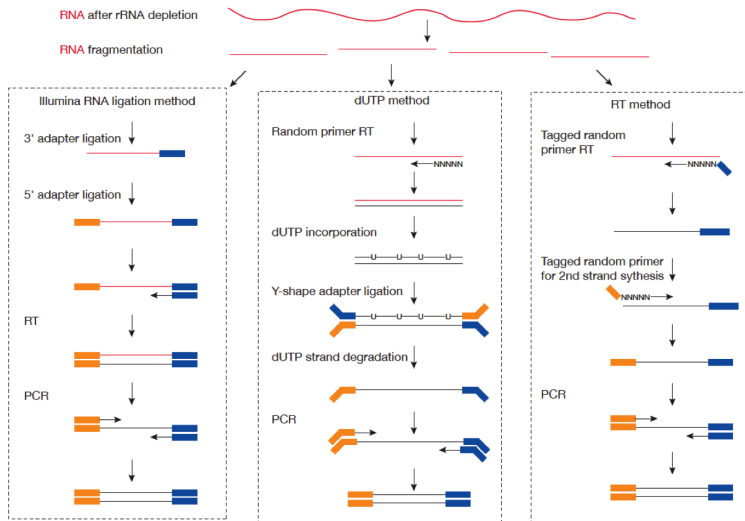 RNA after rRNA depletion
RNA fragmentation
Illumina RNA ligation method
3' adapter ligation
5' adapter ligation
RT
PCR
dUTP method
Random primer RT
NNNNN
dUTP incorporation
U U U U
Y-shape adapter ligation
U U U U
dUTP strand degradation
PCR
RT method
Tagged random
primer RT
NNNNN
Tagged random primer
for 2nd strand sythesis
NNNNN
PCR